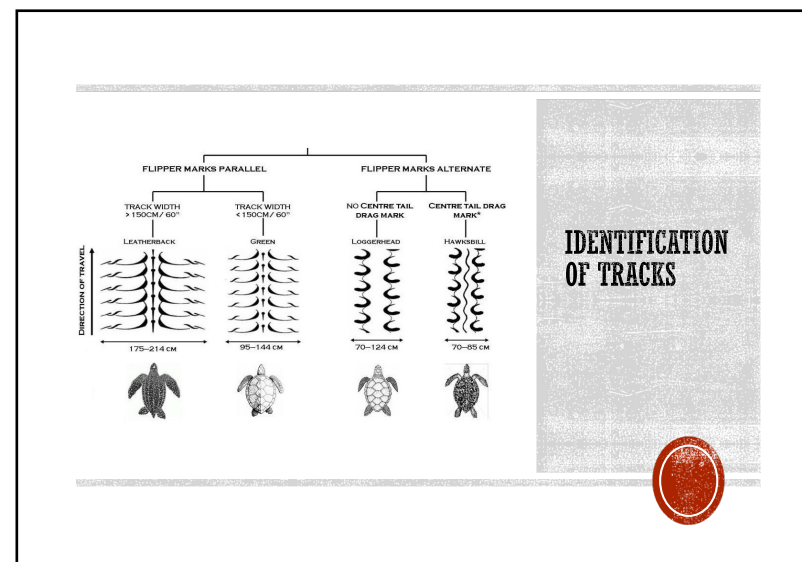 FLIPPER MARKS PARALLEL
FLIPPER MARKS ALTERNATE
TRACK WIDTH
> 150CM/ 60"
TRACK WIDTH
< 150CM/ 60"
NO CENTRE TAIL
DRAG MARK
CENTRE TAIL DRAG
MARK*
LEATHERBACK
GREEN
LOGGERHEAD
HAWKSBILL
DIRECTION OF TRAVEL
175–214 CM
95–144 CM
70–124 CM
70–85 CM
IDENTIFICATION
OF TRACKS